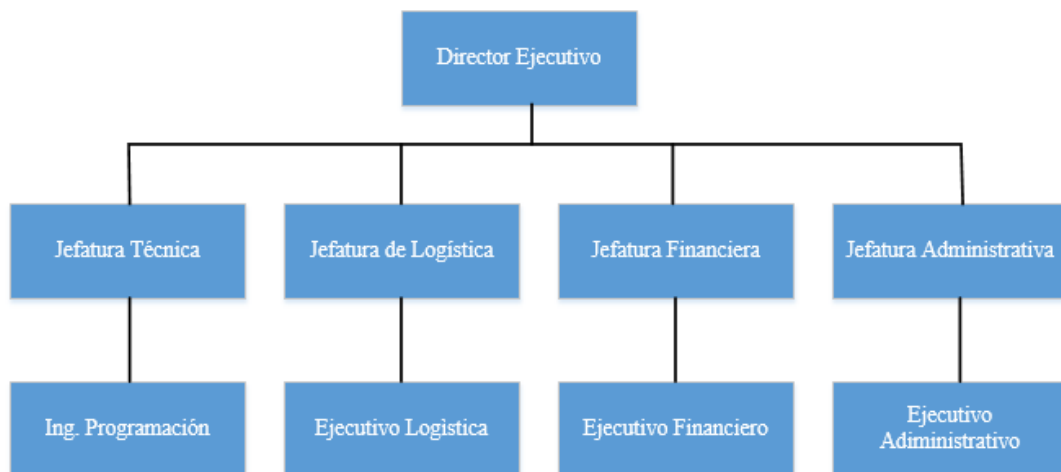 Director Ejecutivo
Jefatura Técnica
Jefatura de Logística
Jefatura Financiera
Jefatura Administrativa
Ing. Programación
Ejecutivo Logistica
Ejecutivo Financiero
Ejecutivo
Adiministrativo